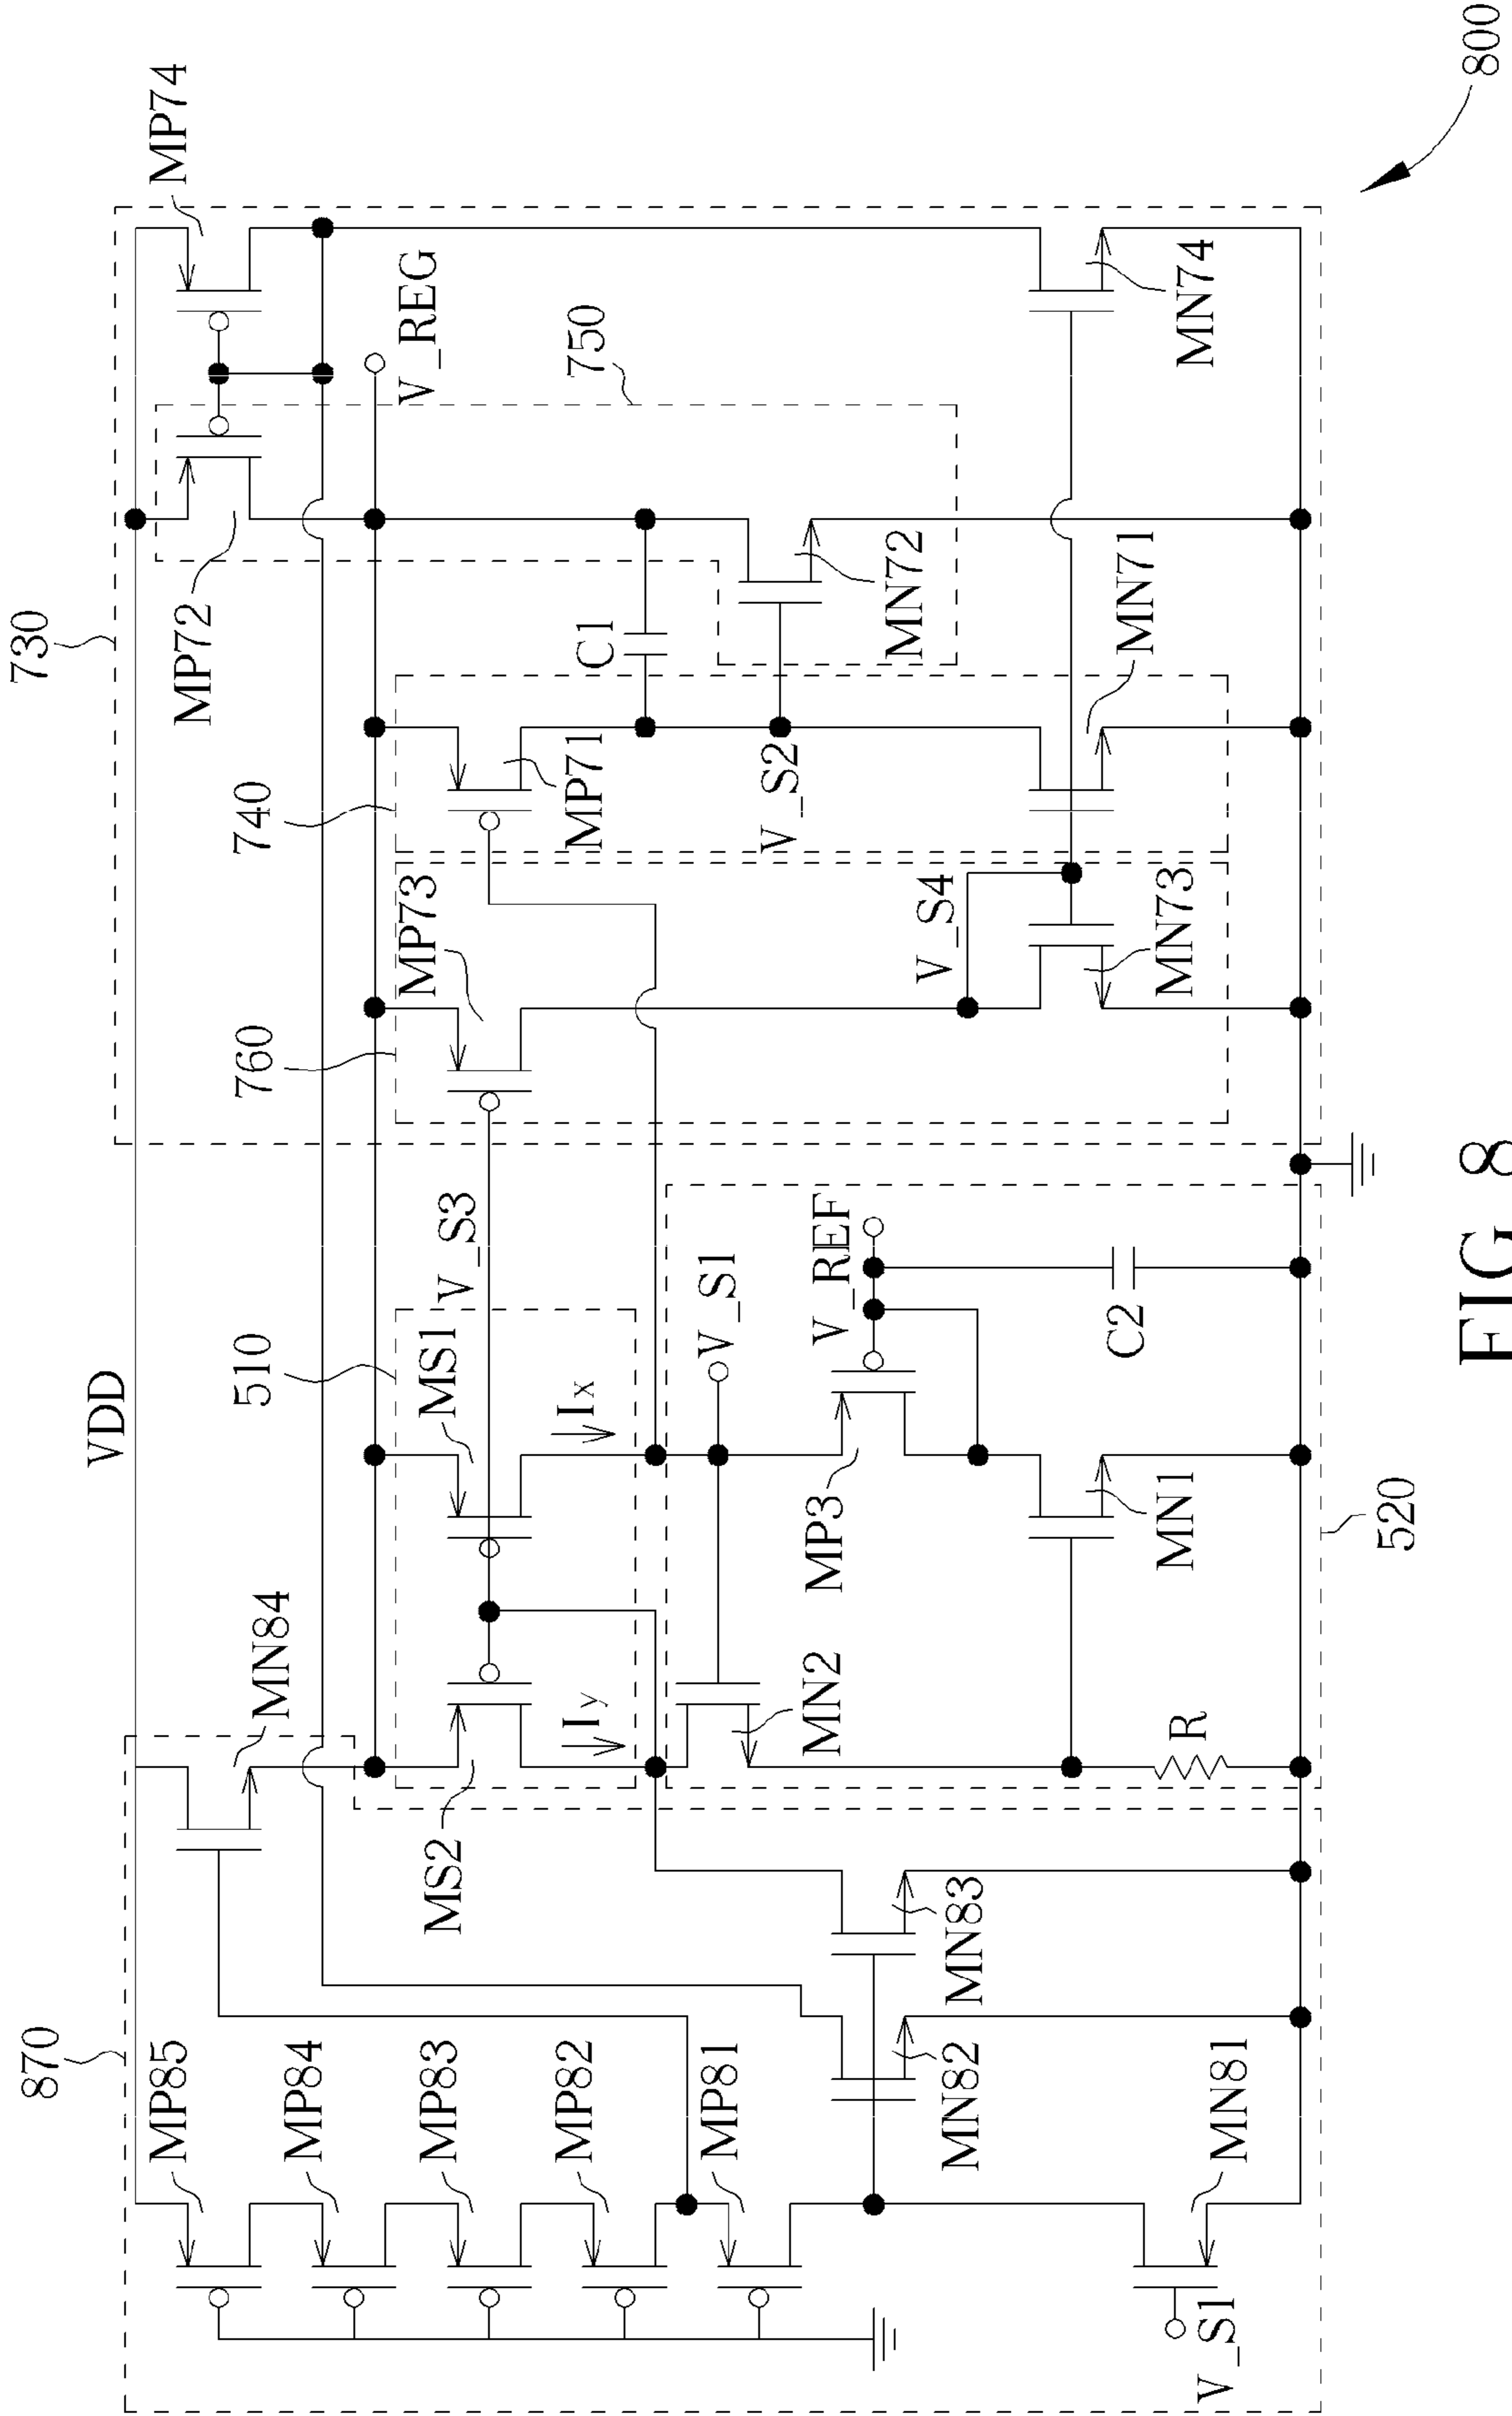 870
MP85
MP84
MP83
MP82
MP81
MN82
MN83
MN81
V_S1
MN84
VDD
510
MS2
MS1
Iy
Ix
V_S3
V_S1
MN2
MP3
V_REF
R
MN1
C2
520
730
760
740
750
MP73
MP71
MP72
MP74
V_REG
C1
V_S2
V_S4
MN72
MN73
MN71
MN74
800
FIG 8